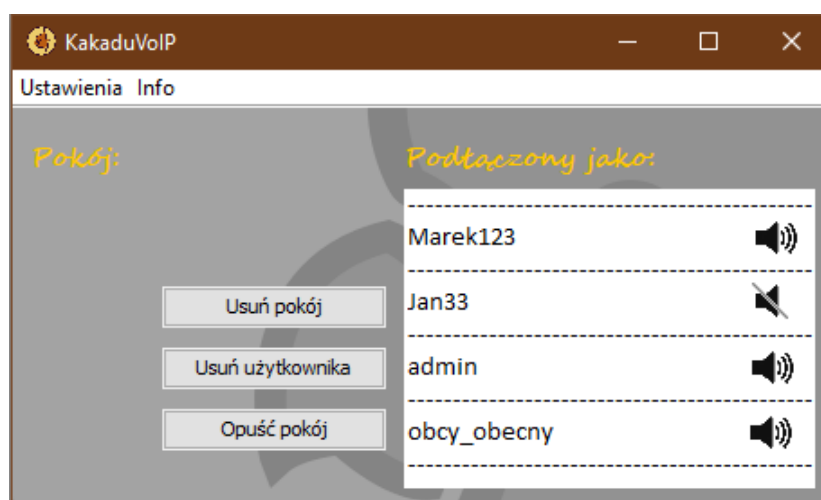 KakaduVoIP
Ustawienia Info
Pokój:
Podłączony jako:
Marek123
Jan33
admin
obcy_obecny
Usuń pokój
Usuń użytkownika
Opuść pokój